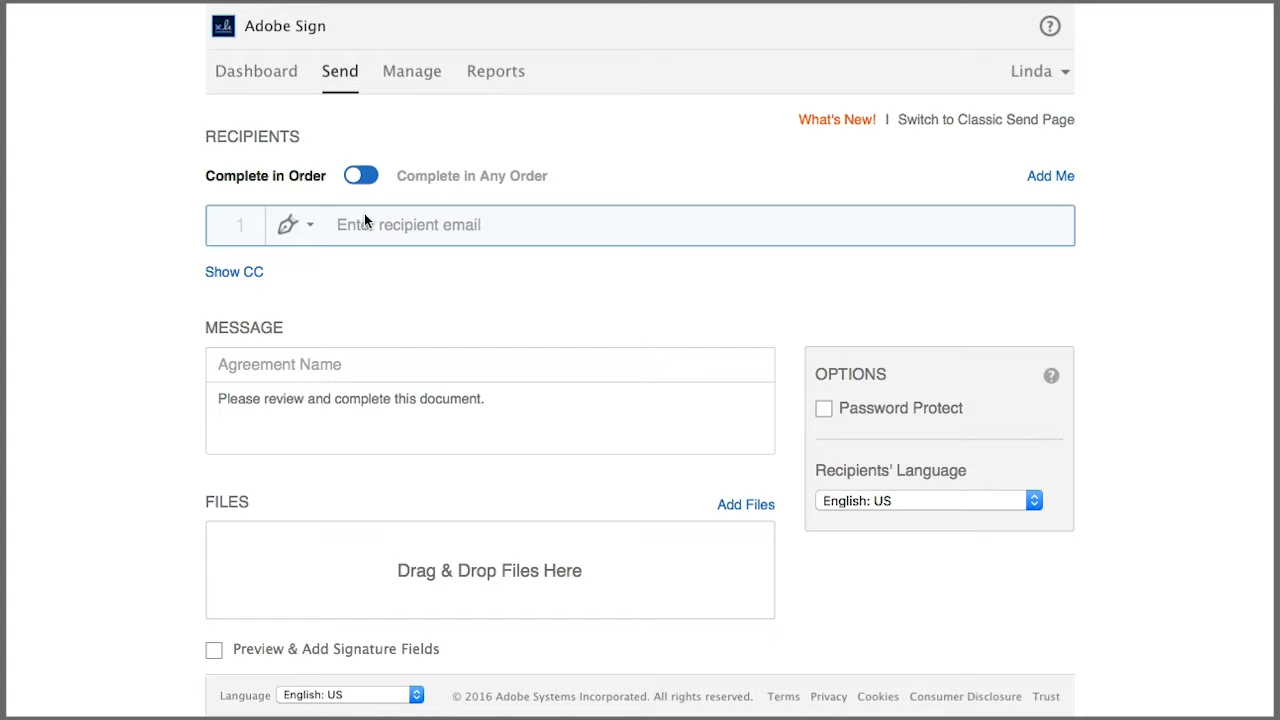 Adobe Sign
Dashboard Send Manage Reports Linda
What's New! | Switch to Classic Send Page
RECIPIENTS
Complete in Order Complete in Any Order Add Me
1 Enter recipient email
Show CC
MESSAGE
Agreement Name
Please review and complete this document.
OPTIONS ?
Password Protect
Recipients' Language
English: US
FILES Add Files
Drag & Drop Files Here
Preview & Add Signature Fields
Language English: US © 2016 Adobe Systems Incorporated. All rights reserved. Terms Privacy Cookies Consumer Disclosure Trust